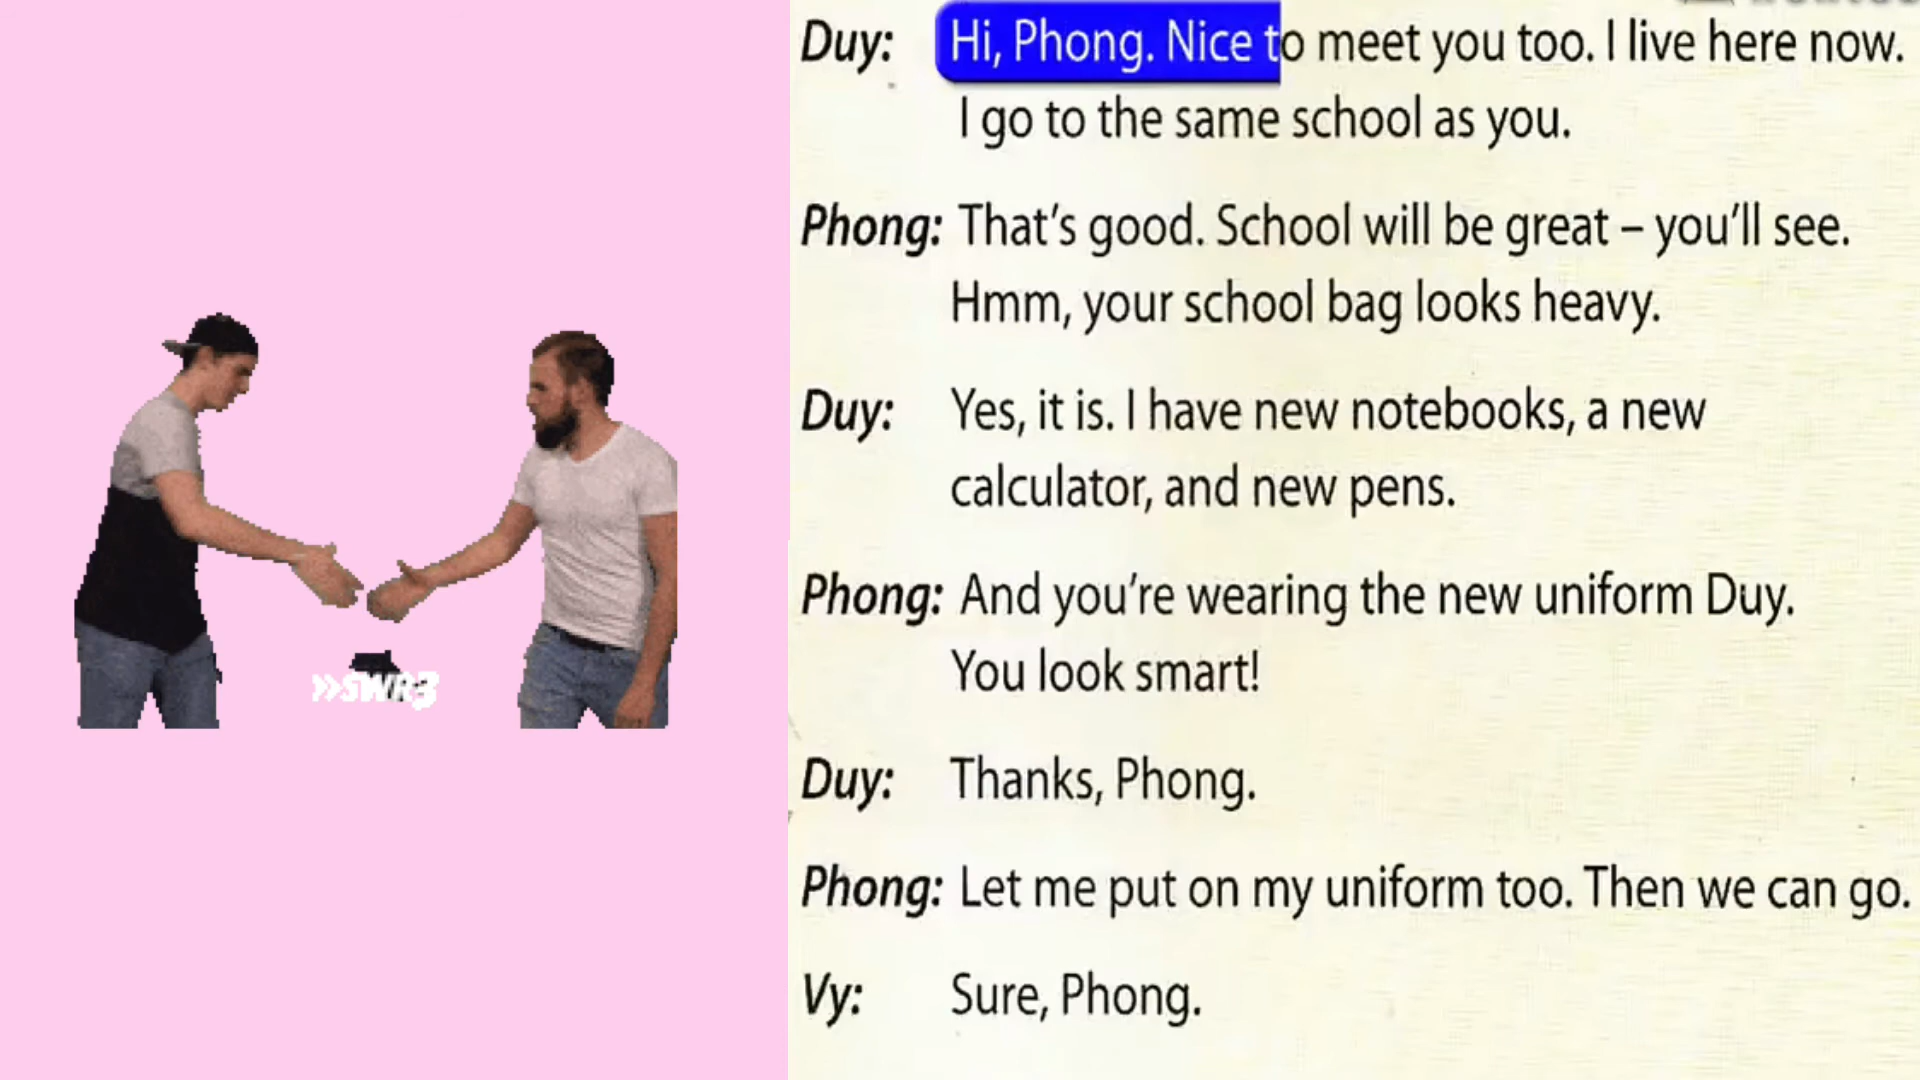 Duy: Hi, Phong. Nice to meet you too. I live here now.
I go to the same school as you.
Phong: That's good. School will be great – you'll see.
Hmm, your school bag looks heavy.
Duy: Yes, it is. I have new notebooks, a new
calculator, and new pens.
Phong: And you're wearing the new uniform Duy.
You look smart!
Duy: Thanks, Phong.
Phong: Let me put on my uniform too. Then we can go.
Vy: Sure, Phong.
»SWR3